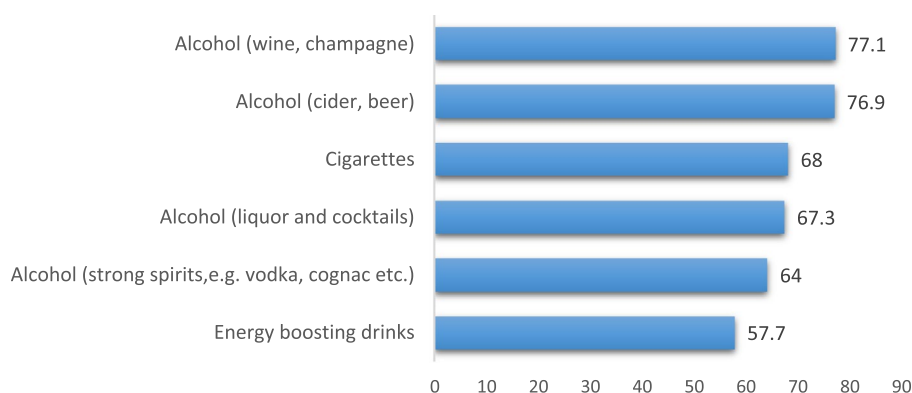 Alcohol (wine, champagne) 77.1
Alcohol (cider, beer) 76.9
Cigarettes 68
Alcohol (liquor and cocktails) 67.3
Alcohol (strong spirits,e.g. vodka, cognac etc.) 64
Energy boosting drinks 57.7
0 10 20 30 40 50 60 70 80 90